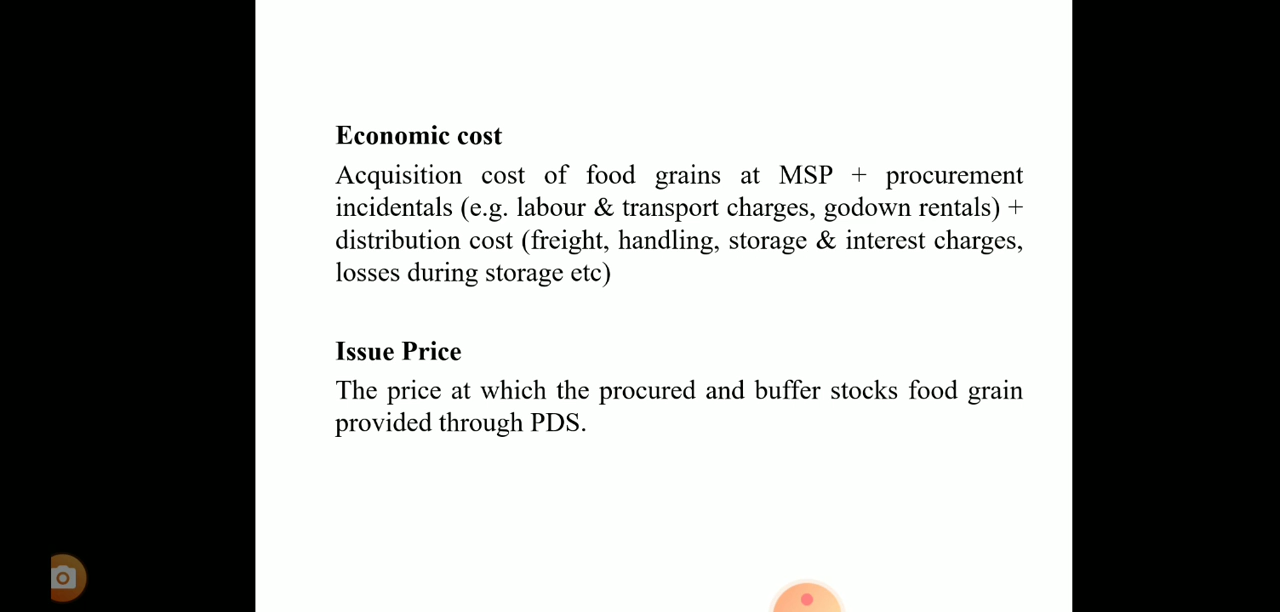 Economic cost
Acquisition cost of food grains at MSP + procurement
incidentals (e.g. labour & transport charges, godown rentals) +
distribution cost (freight, handling, storage & interest charges,
losses during storage etc)
Issue Price
The price at which the procured and buffer stocks food grain
provided through PDS.